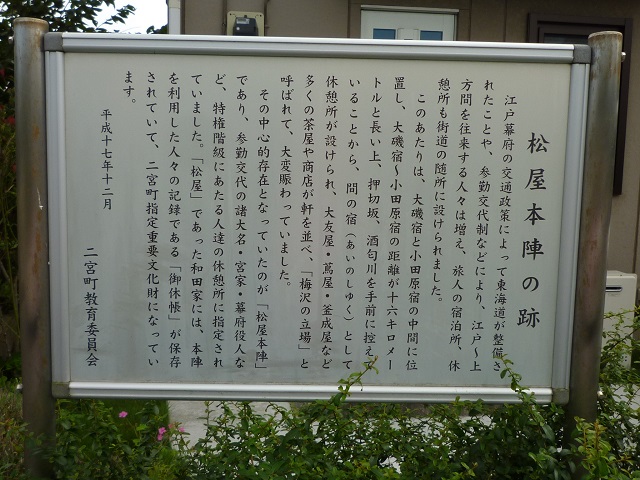 松屋本陣の跡
江戸幕府の交通政策によって東海道が整備さ
れたことや、参勤交代制などにより、江戸～上
方間を往来する人々は増え、旅人の宿泊所、休
憩所も街道の随所に設けられました。
このあたりは、大磯宿と小田原宿の中間に位
置し、大磯宿～小田原宿の距離が十六キロメー
トルと長い上、押切坂、酒匂川を手前に控えて
いることから、間の宿（あいのしゅく）として
休憩所が設けられ、大友屋・蔦屋・釜成屋など
多くの茶屋や商店が軒を並べ、「梅沢の立場」と
呼ばれて、大変賑わっていました。
その中心的存在となっていたのが「松屋本陣」
であり、参勤交代の諸大名・宮家・幕府役人な
ど、特権階級にあたる人達の休憩所に指定され
ていました。「松屋」であった和田家には、本陣
を利用した人々の記録である「御休帳」が保存
されていて、二宮町指定重要文化財になってい
ます。
平成十七年十二月
二宮町教育委員会